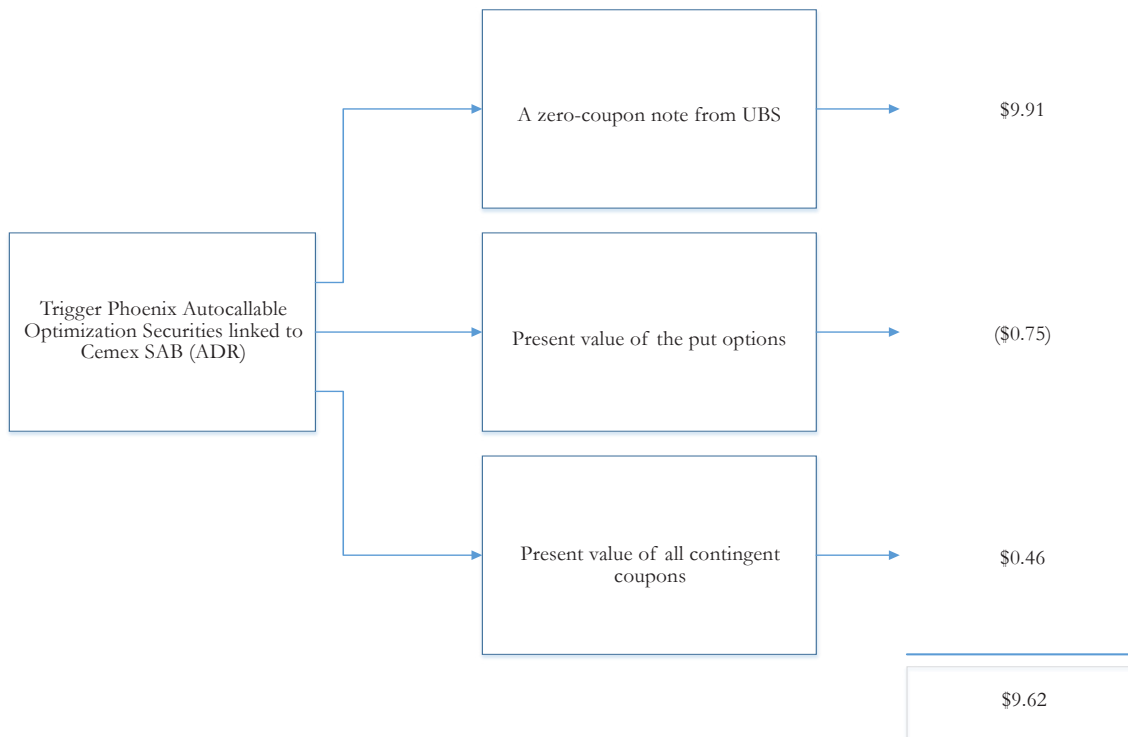 A zero-coupon note from UBS
$9.91
Trigger Phoenix Autocallable
Optimization Securities linked to
Cemex SAB (ADR)
Present value of the put options
($0.75)
Present value of all contingent
coupons
$0.46
$9.62